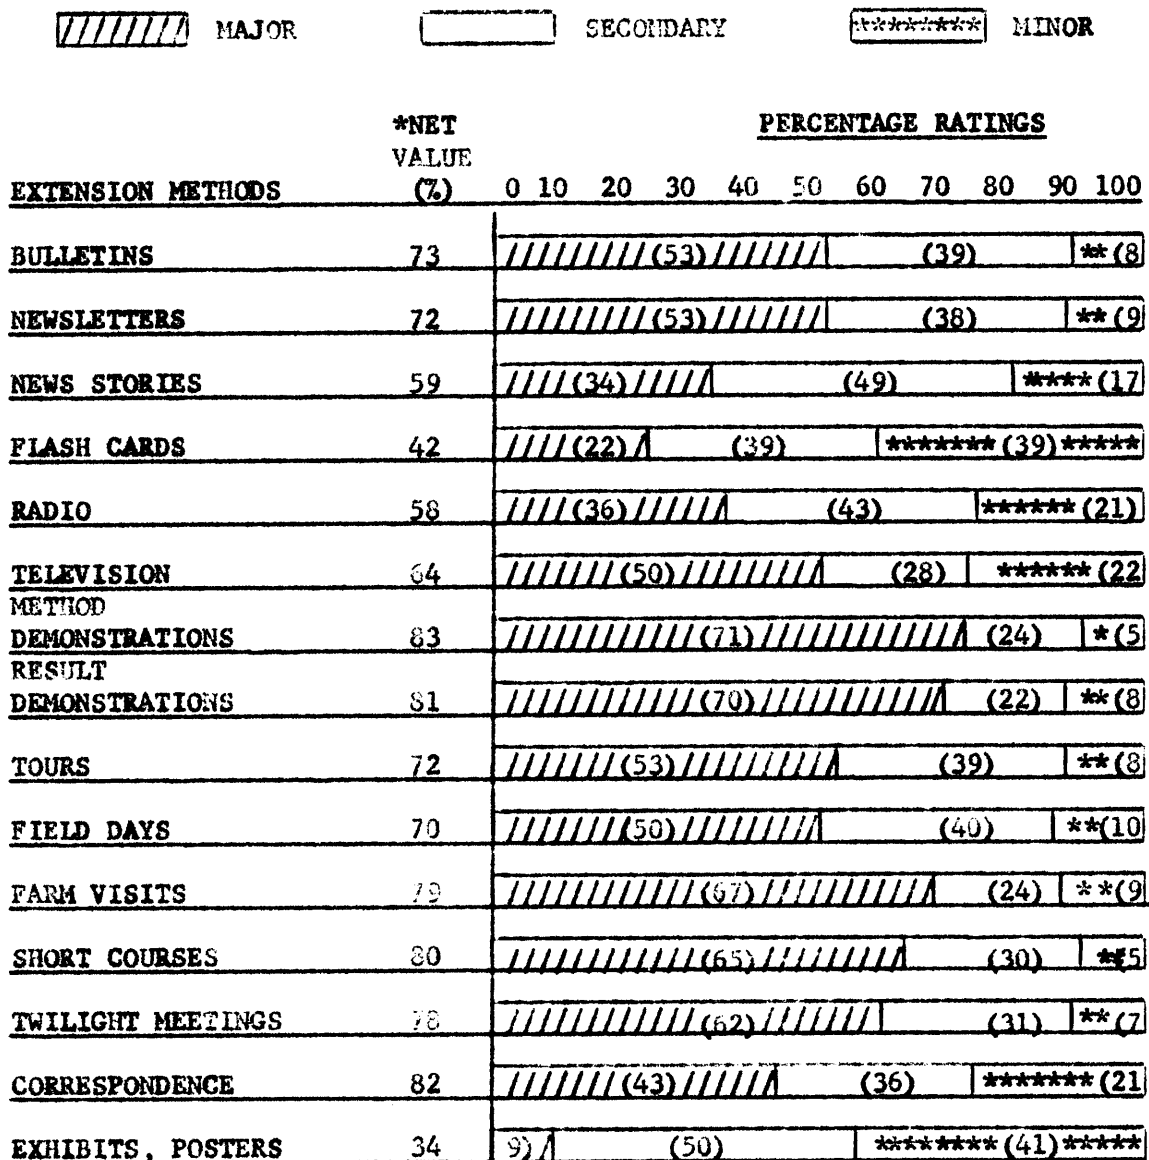 MAJOR SECONDARY ******** MINOR
*NET PERCENTAGE RATINGS
VALUE
EXTENSION METHODS (%) 0 10 20 30 40 50 60 70 80 90 100
BULLETINS 73 (53) (39) ** (8
NEWSLETTERS 72 (53) (38) ** (9
NEWS STORIES 59 (34) (49) **** (17
FLASH CARDS 42 (22) (39) ******* (39) *****
RADIO 58 (36) (43) ****** (21)
TELEVISION 64 (50) (28) ****** (22
METHOD
DEMONSTRATIONS 83 (71) (24) * (5
RESULT
DEMONSTRATIONS 81 (70) (22) ** (8
TOURS 72 (53) (39) ** (8
FIELD DAYS 70 (50) (40) **(10
FARM VISITS 79 (67) (24) * *(9
SHORT COURSES 80 (65) (30) **(5
TWILIGHT MEETINGS 78 (62) (31) ** (7
CORRESPONDENCE 82 (43) (36) ******* (21
EXHIBITS, POSTERS 34 9) (50) ******** (41) *****